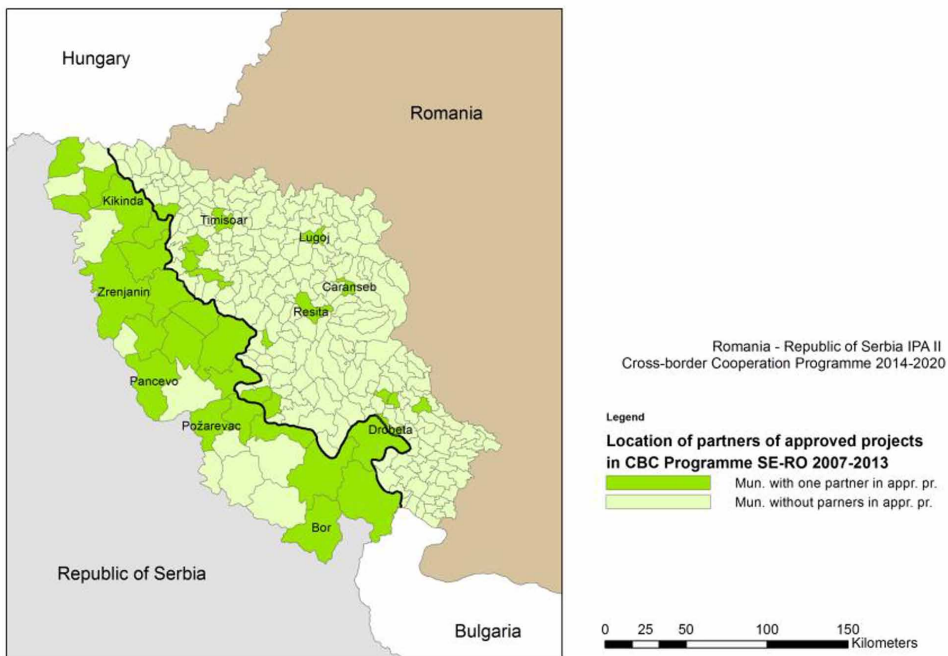 Hungary
Romania
Kikinda
Timisoar
Lugoj
Zrenjanin
Caranseb
Resita
Pancevo
Požarevac
Drobeta
Bor
Republic of Serbia
Bulgaria
Romania - Republic of Serbia IPA II
Cross-border Cooperation Programme 2014-2020
Legend
Location of partners of approved projects
in CBC Programme SE-RO 2007-2013
Mun. with one partner in appr. pr.
Mun. without parners in appr. pr.
0 25 50 100 150
Kilometers